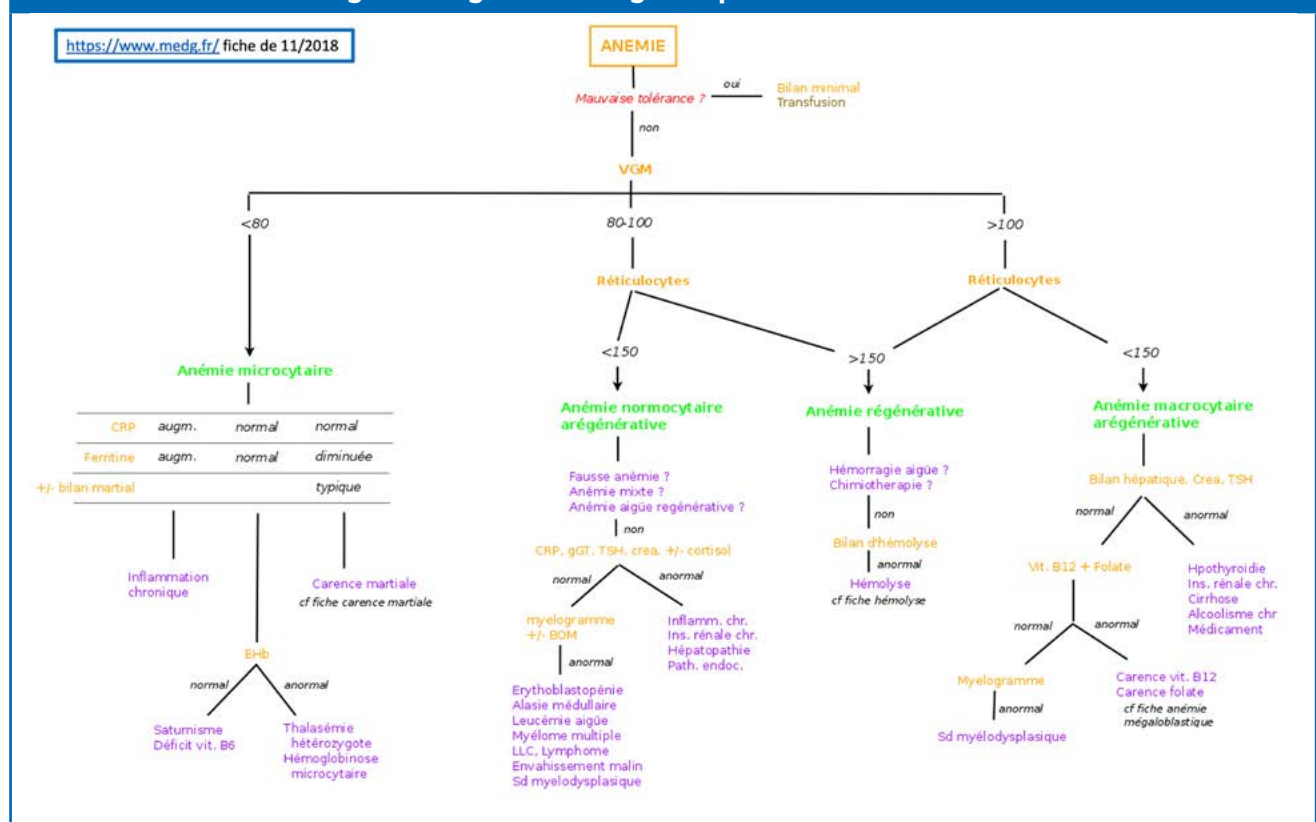 https://www.medg.fr/ fiche de 11/2018
ANEMIE
Mauvaise tolérance ?
oui
Bilan minimal
Transfusion
non
VGM
<80
80-100
>100
Réticulocytes
Réticulocytes
<150
>150
<150
Anémie microcytaire
Anémie normocytaire
arégénérative
Anémie régénérative
Anémie macrocytaire
arégénérative
CRP augm. normal normal
Ferritine augm. normal diminuée
+/- bilan martial typique
Inflammation
chronique
Carence martiale
cf fiche carence martiale
EHb
normal
anormal
Saturnisme
Déficit vit. B6
Thalasémie
hétérozygote
Hémoglobinose
microcytaire
Fausse anèmie ?
Anémie mixte ?
Anémie aigüe regénérative ?
non
CRP, gGT, TSH, crea, +/- cortisol
normal
anormal
myelogramme
+/- BOM
Inflamm. chr.
Ins. rénale chr.
Hépatopathie
Path. endoc.
anormal
Erythoblastopénie
Alasie médullaire
Leucémie aigüe
Myélome multiple
LLC, Lymphome
Envahissement malin
Sd myelodysplasique
Hémorragie aigüe ?
Chimiotherapie ?
non
Bilan d'hémolyse
anormal
Hémolyse
cf fiche hémolyse
Bilan hépatique, Crea, TSH
normal
anormal
Vit. B12 + Folate
Hpothyroidie
Ins. rénale chr.
Cirrhose
Alcoolisme chr
Médicament
normal
anormal
Myelogramme
anormal
Sd myélodysplasique
Carence vit. B12
Carence folate
cf fiche anémie
mégaloblastique